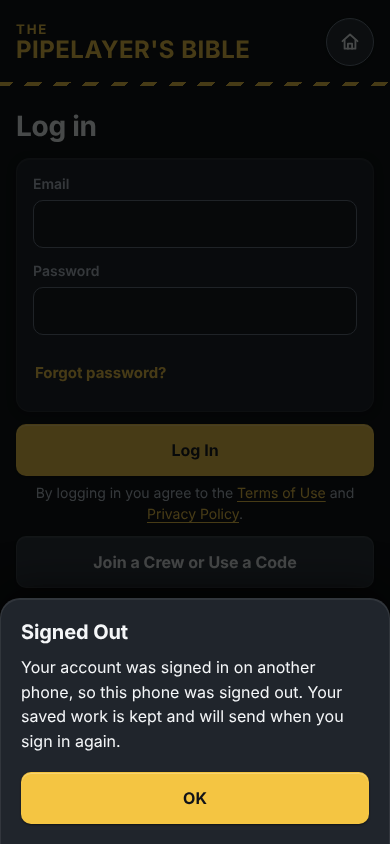 THE
PIPELAYER'S BIBLE
Log in
Email
Password
Forgot password?
Log In
By logging in you agree to the Terms of Use and
Privacy Policy.
Join a Crew or Use a Code
Signed Out
Your account was signed in on another
phone, so this phone was signed out. Your
saved work is kept and will send when you
sign in again.
OK